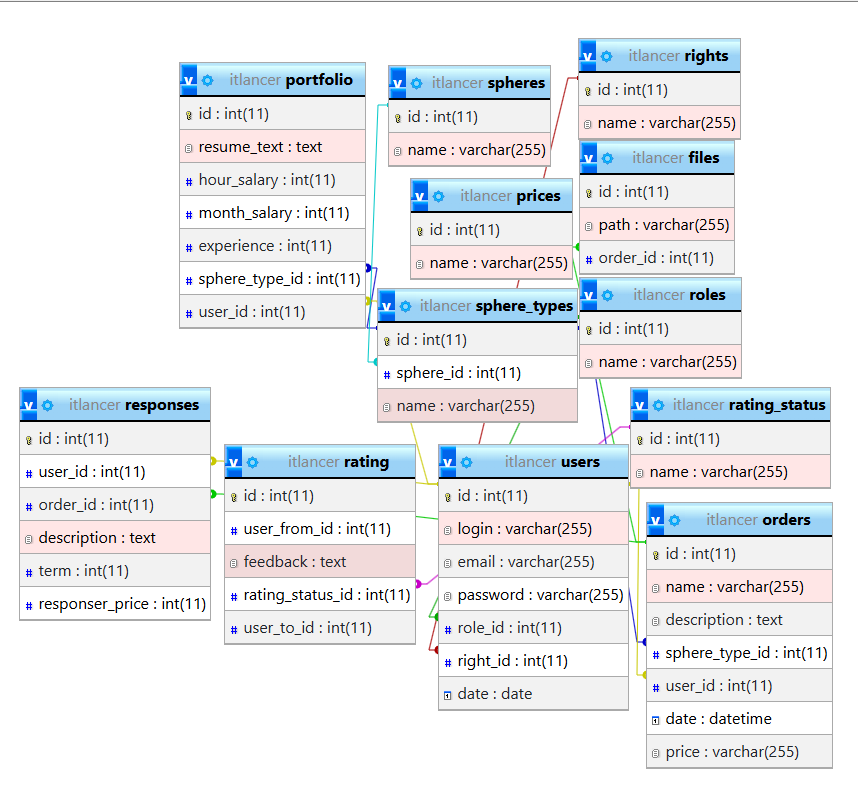 itlancer portfolio
id : int(11)
resume_text : text
hour_salary : int(11)
month_salary : int(11)
experience : int(11)
sphere_type_id : int(11)
user_id : int(11)
itlancer spheres
id : int(11)
name : varchar(255)
itlancer rights
id : int(11)
name : varchar(255)
itlancer files
id : int(11)
path : varchar(255)
order_id : int(11)
itlancer prices
id : int(11)
name : varchar(255)
itlancer sphere_types
id : int(11)
sphere_id : int(11)
name : varchar(255)
itlancer roles
id : int(11)
name : varchar(255)
itlancer responses
id : int(11)
user_id : int(11)
order_id : int(11)
description : text
term : int(11)
responser_price : int(11)
itlancer rating
id : int(11)
user_from_id : int(11)
feedback : text
rating_status_id : int(11)
user_to_id : int(11)
itlancer users
id : int(11)
login : varchar(255)
email : varchar(255)
password : varchar(255)
role_id : int(11)
right_id : int(11)
date : date
itlancer rating_status
id : int(11)
name : varchar(255)
itlancer orders
id : int(11)
name : varchar(255)
description : text
sphere_type_id : int(11)
user_id : int(11)
date : datetime
price : varchar(255)